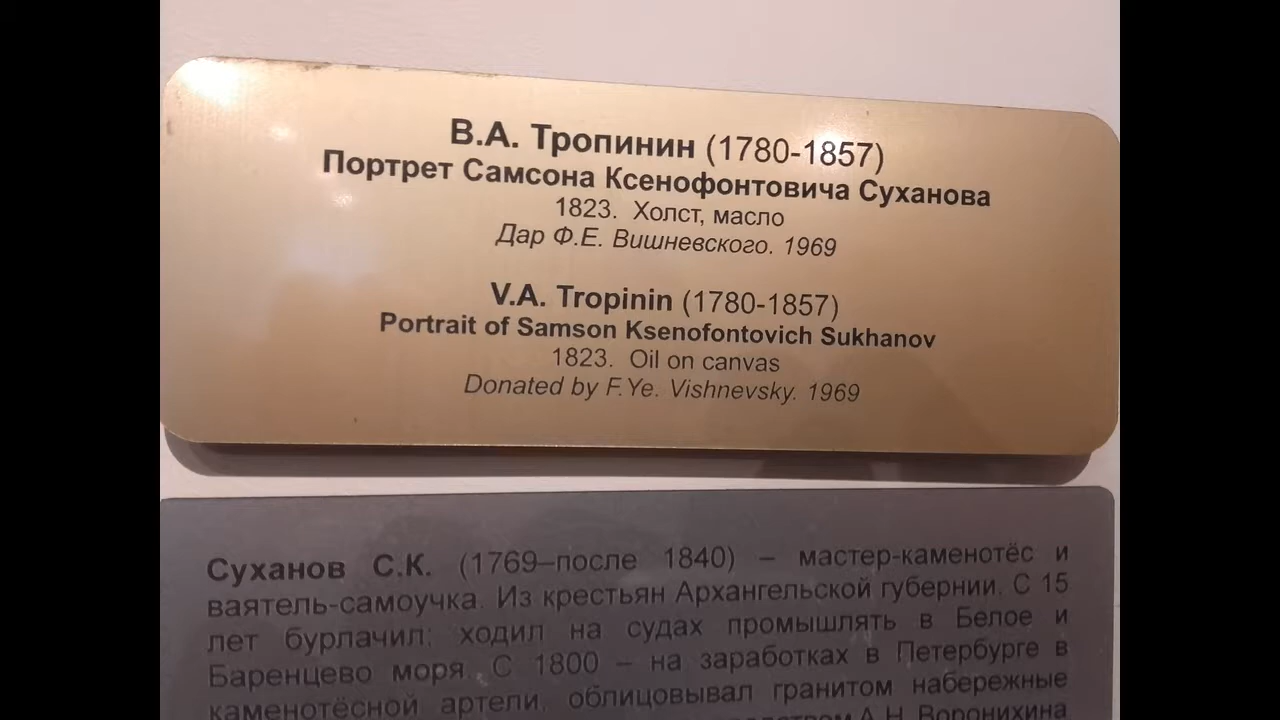 В.А. Тропинин (1780-1857)
Портрет Самсона Ксенофонтовича Суханова
1823. Холст, масло
Дар Ф.Е. Вишневского. 1969
V.A. Tropinin (1780-1857)
Portrait of Samson Ksenofontovich Sukhanov
1823. Oil on canvas
Donated by F.Ye. Vishnevsky. 1969
Суханов С.К. (1769–после 1840) – мастер-каменотёс и
ваятель-самоучка. Из крестьян Архангельской губернии. С 15
лет бурлачил: ходил на судах промышлять в Белое и
Баренцево моря. С 1800 – на заработках в Петербурге в
каменотёсной артели, облицовывал гранитом набережные
А.Н. Воронихина